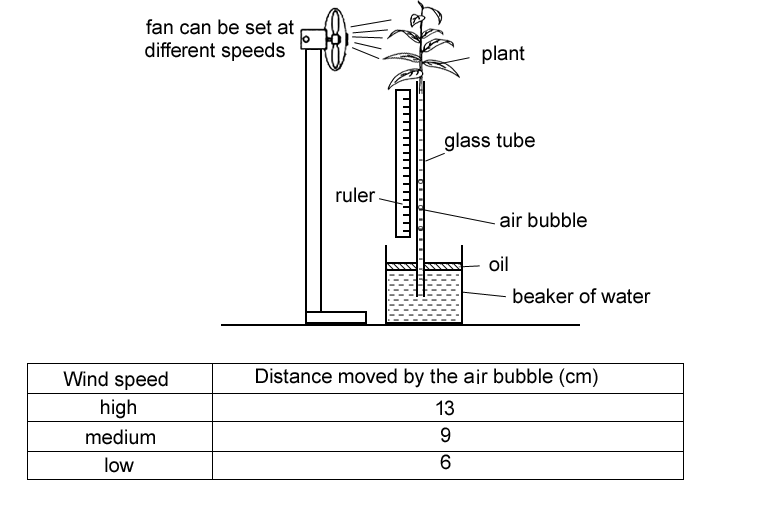 fan can be set at
different speeds
plant
glass tube
ruler
air bubble
oil
beaker of water
Wind speed Distance moved by the air bubble (cm)
high 13
medium 9
low 6